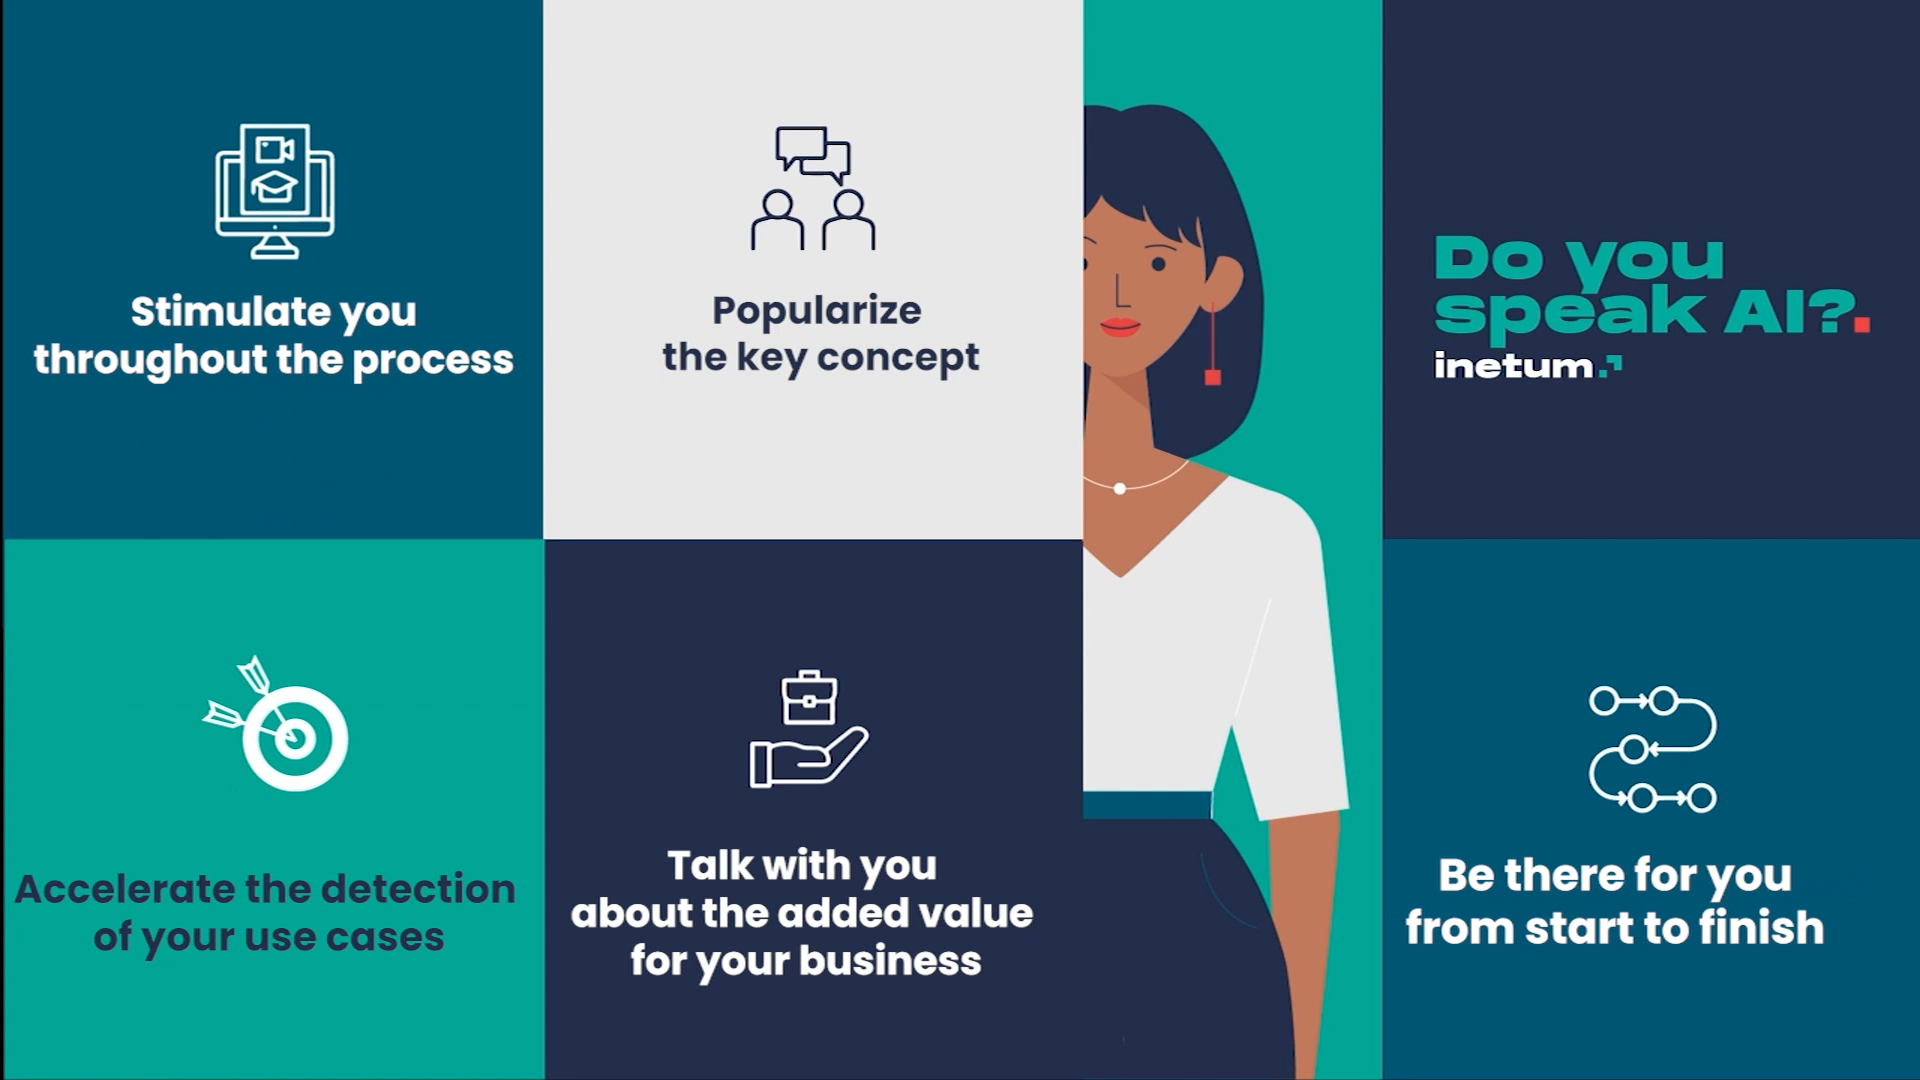 Stimulate you
throughout the process
Popularize
the key concept
Do you
speak AI?.
inetum
Accelerate the detection
of your use cases
Talk with you
about the added value
for your business
Be there for you
from start to finish